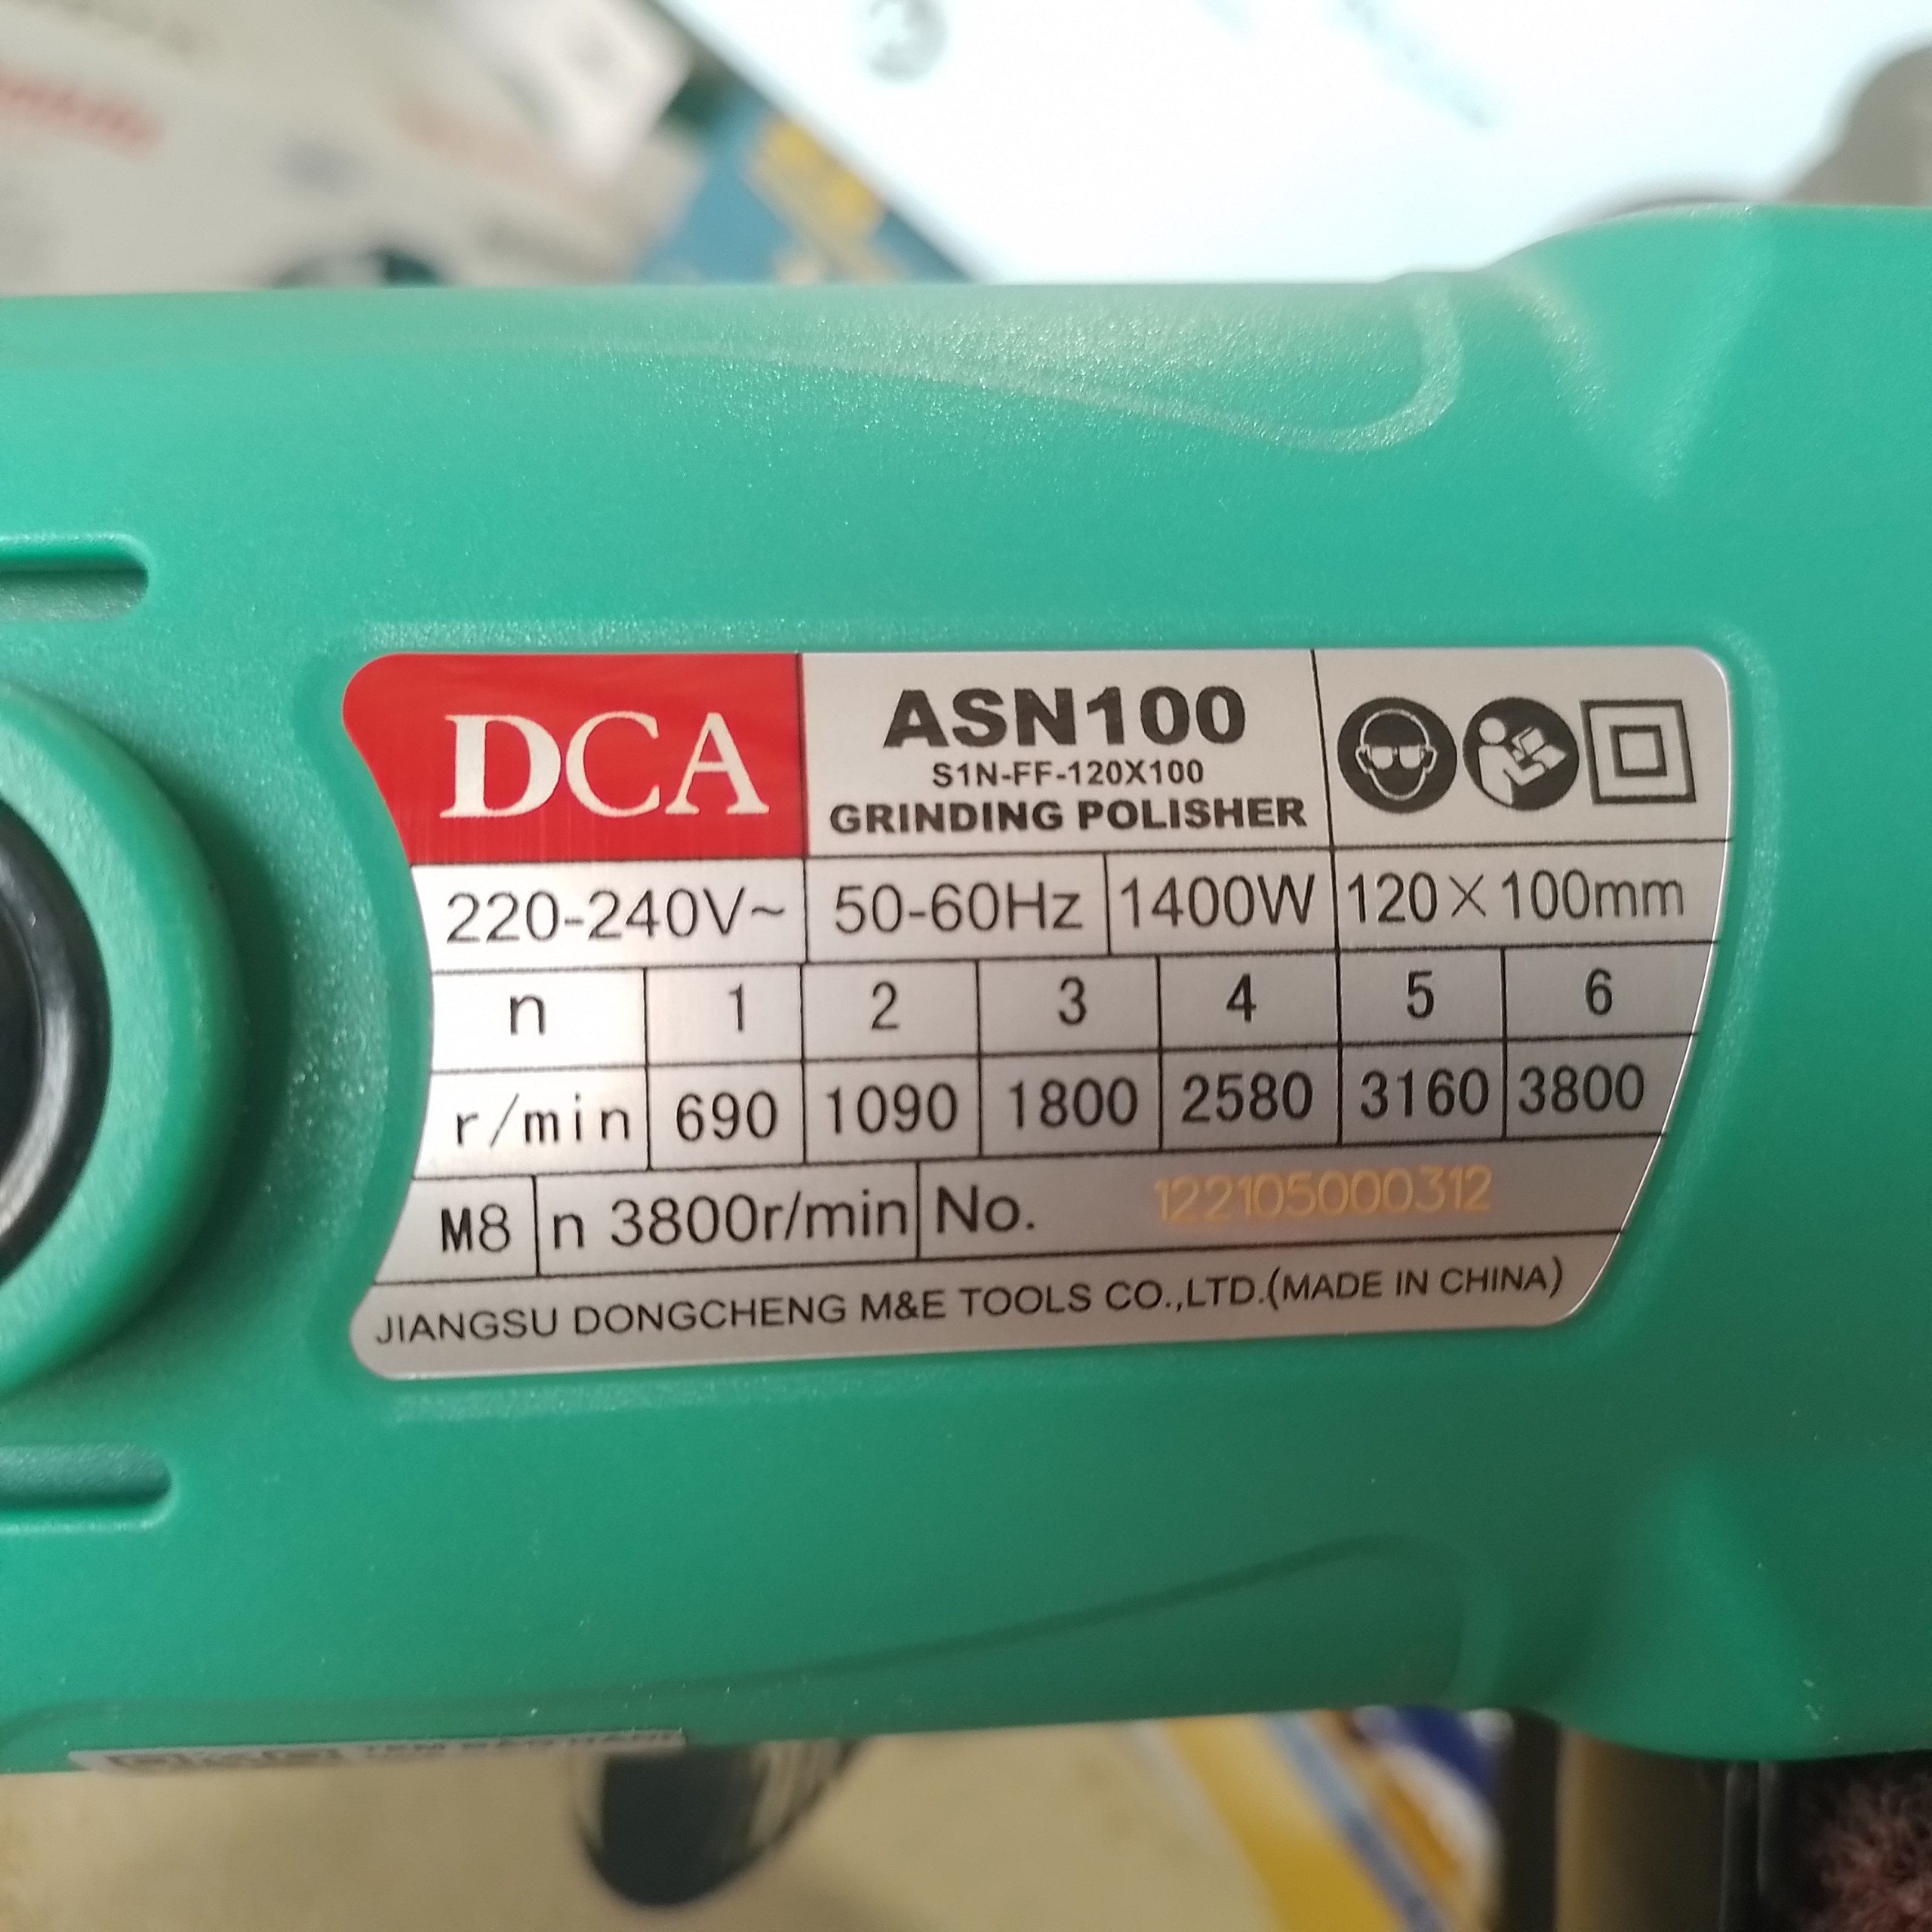 DCA
ASN100
S1N-FF-120X100
GRINDING POLISHER
220-240V~ 50-60Hz 1400W 120×100mm
n 1 2 3 4 5 6
r/min 690 1090 1800 2580 3160 3800
M8 n 3800r/min No. 122105000312
JIANGSU DONGCHENG M&E TOOLS CO.,LTD.(MADE IN CHINA)